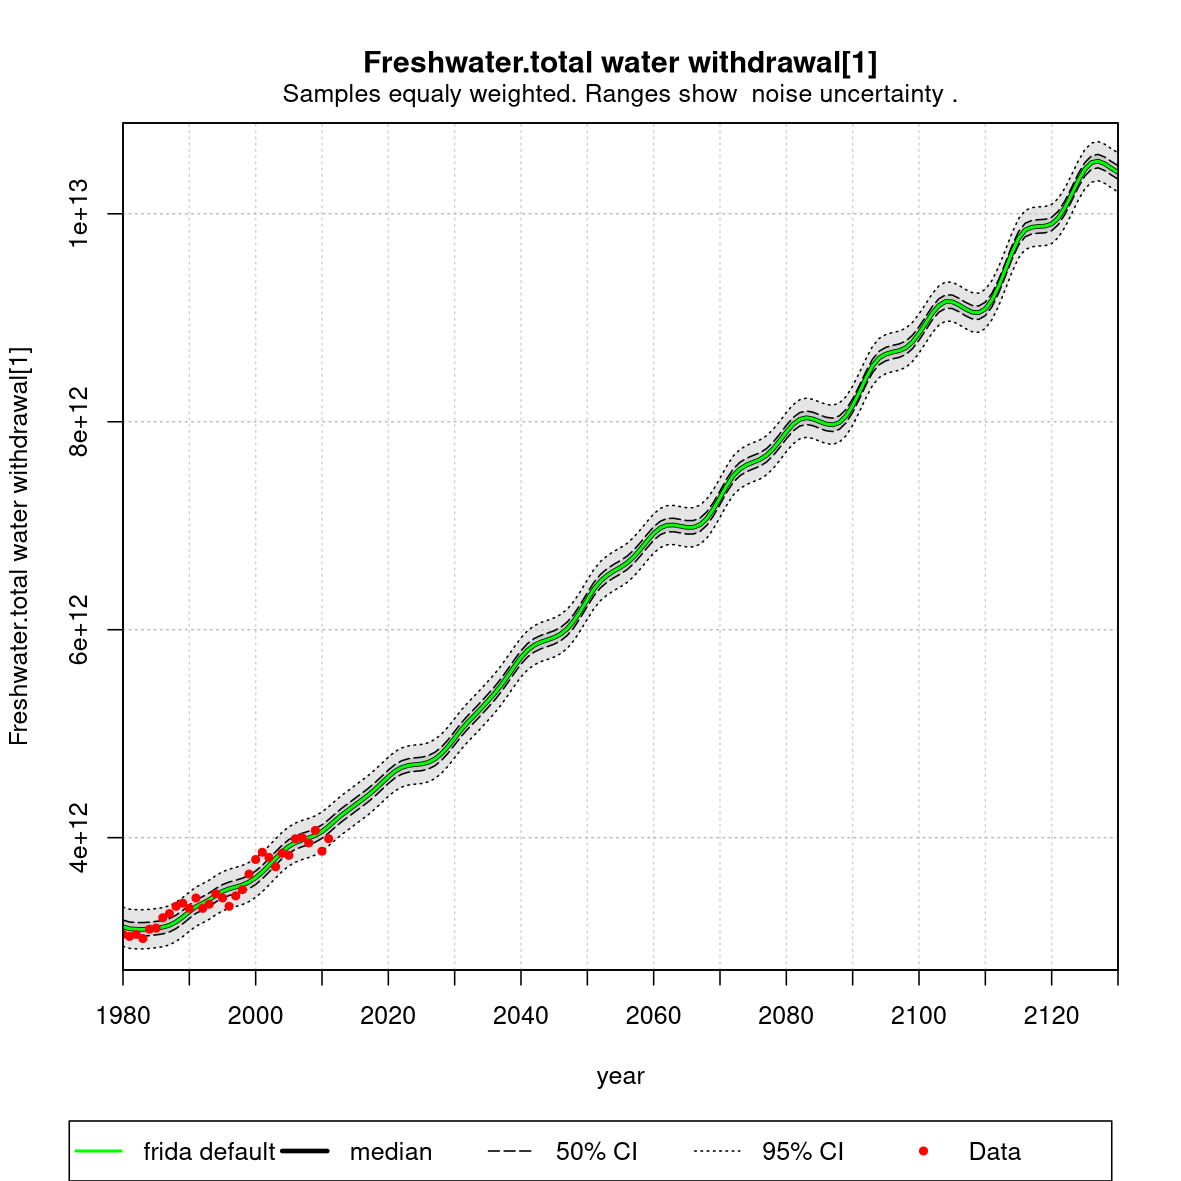 Freshwater.total water withdrawal[1]
Samples equaly weighted. Ranges show  noise uncertainty .
Freshwater.total water withdrawal[1]
1e+13
8e+12
6e+12
4e+12
1980 2000 2020 2040 2060 2080 2100 2120
year
frida default median 50% CI 95% CI Data